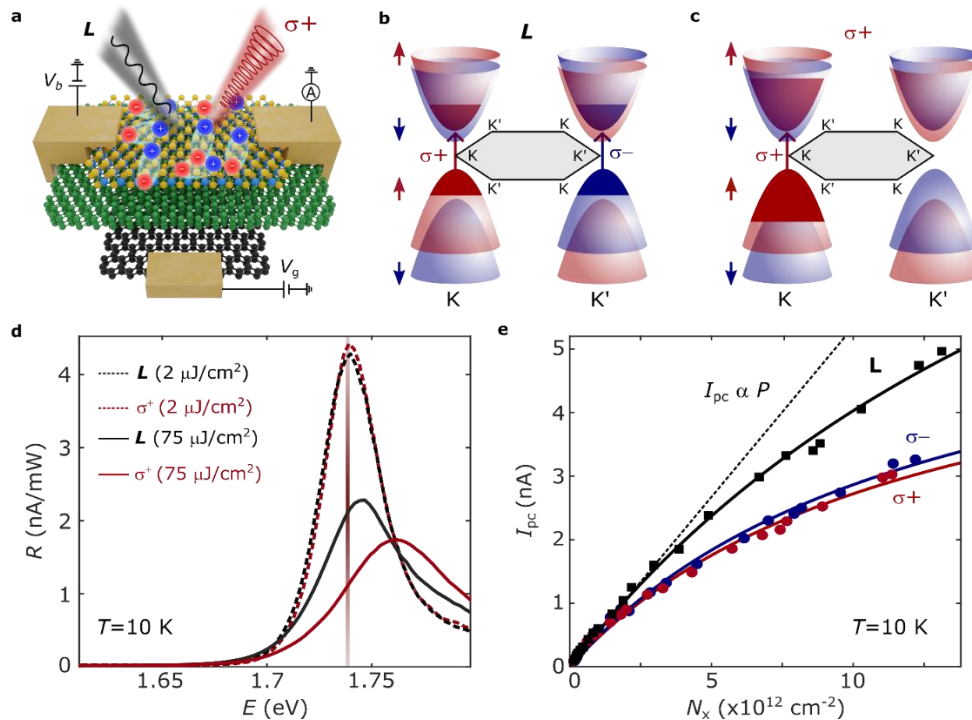 a
L
σ+
V_b
A
V_g
b
L
K'
K
σ+
K
K'
σ−
K'
K
K
K'
c
σ+
K'
K
σ+
K
K'
K'
K
K
K'
d
L (2 µJ/cm²)
σ⁺ (2 µJ/cm²)
L (75 µJ/cm²)
σ⁺ (75 µJ/cm²)
T=10 K
R (nA/mW)
4
3
2
1
0
1.65
1.7
1.75
E (eV)
e
I_pc α P
L
σ−
σ+
T=10 K
I_pc (nA)
5
4
3
2
1
0
0
5
10
N_x (x10¹² cm⁻²)